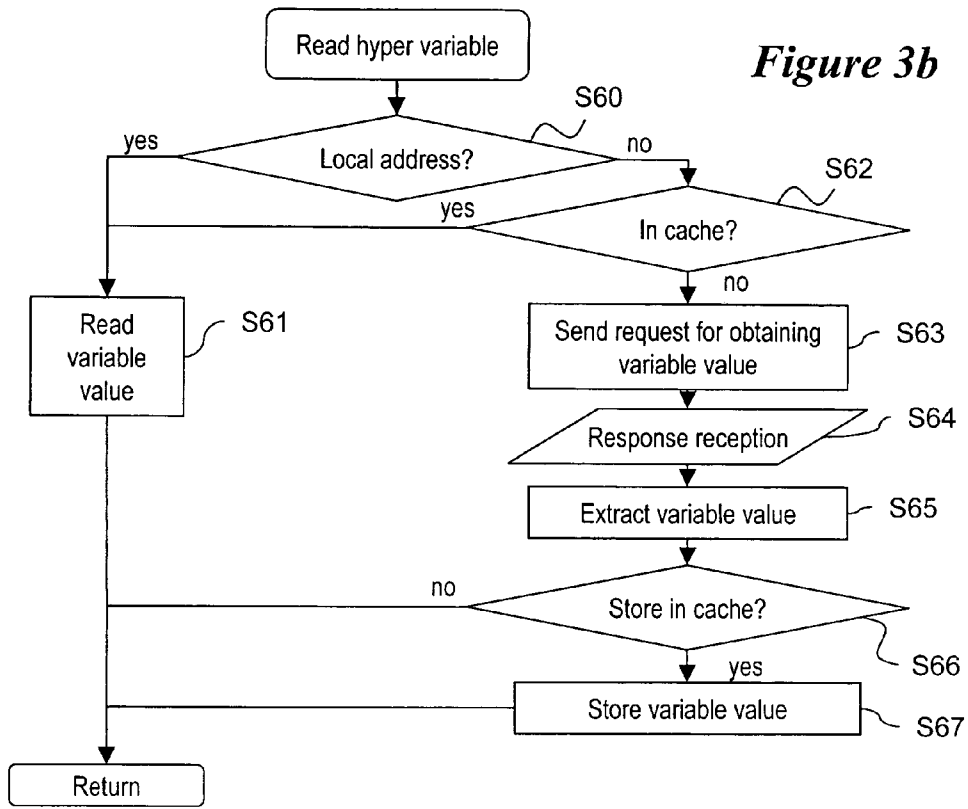 Read hyper variable
Figure 3b
S60
yes
Local address?
no
S62
yes
In cache?
no
Read
variable
value
S61
Send request for obtaining
variable value
S63
Response reception
S64
Extract variable value
S65
no
Store in cache?
S66
yes
Store variable value
S67
Return